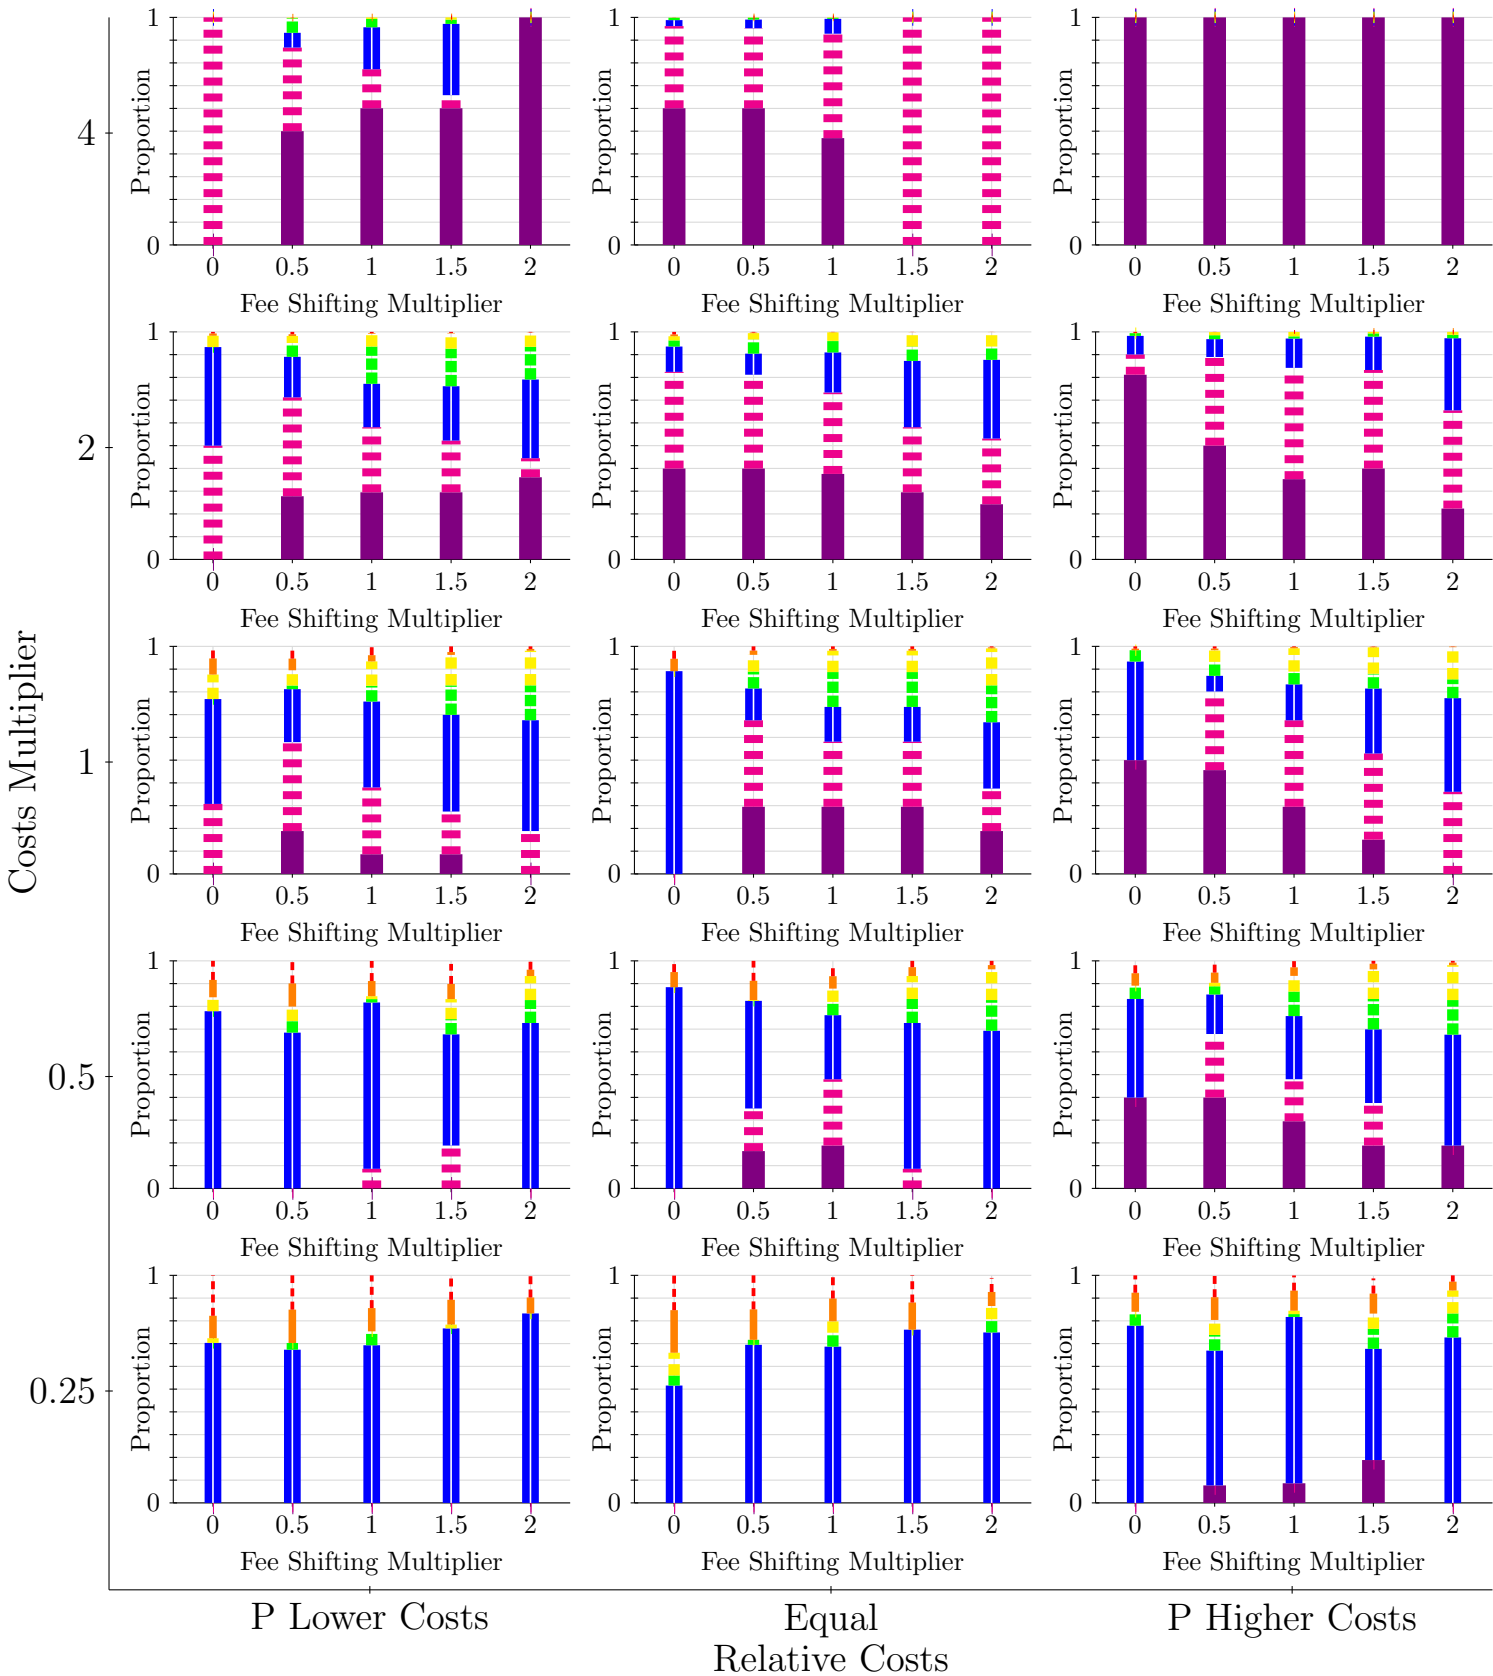 1 Proportion 0 1 Proportion 0 1 Proportion 0
4
0 0.5 1 1.5 2 0 0.5 1 1.5 2 0 0.5 1 1.5 2
Fee Shifting Multiplier Fee Shifting Multiplier Fee Shifting Multiplier
1 Proportion 0 1 Proportion 0 1 Proportion 0
2
0 0.5 1 1.5 2 0 0.5 1 1.5 2 0 0.5 1 1.5 2
Fee Shifting Multiplier Fee Shifting Multiplier Fee Shifting Multiplier
Costs Multiplier
1 Proportion 0 1 Proportion 0 1 Proportion 0
1
0 0.5 1 1.5 2 0 0.5 1 1.5 2 0 0.5 1 1.5 2
Fee Shifting Multiplier Fee Shifting Multiplier Fee Shifting Multiplier
1 Proportion 0 1 Proportion 0 1 Proportion 0
0.5
0 0.5 1 1.5 2 0 0.5 1 1.5 2 0 0.5 1 1.5 2
Fee Shifting Multiplier Fee Shifting Multiplier Fee Shifting Multiplier
1 Proportion 0 1 Proportion 0 1 Proportion 0
0.25
0 0.5 1 1.5 2 0 0.5 1 1.5 2 0 0.5 1 1.5 2
Fee Shifting Multiplier Fee Shifting Multiplier Fee Shifting Multiplier
P Lower Costs Equal P Higher Costs
Relative Costs